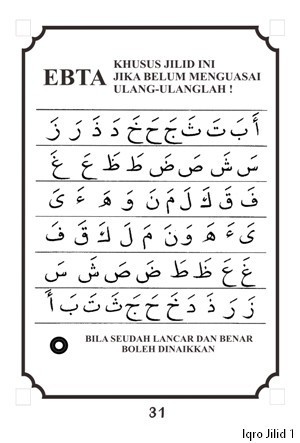 EBTA
KHUSUS JILID INI
JIKA BELUM MENGUASAI
ULANG-ULANGLAH !
أَ بَ تَ ثَ جَ حَ خَ دَ ذَ رَ زَ
سَ شَ صَ ضَ طَ ظَ عَ غَ
فَ قَ كَ لَ مَ نَ وَ هَ ءَ ىَ
ىَ ءَ هَ وَ نَ مَ لَ كَ قَ فَ
غَ عَ ظَ طَ ضَ صَ شَ سَ
زَ رَ ذَ دَ خَ حَ جَ ثَ تَ بَ أَ
BILA SEUDAH LANCAR DAN BENAR
BOLEH DINAIKKAN
31
Iqro Jilid 1